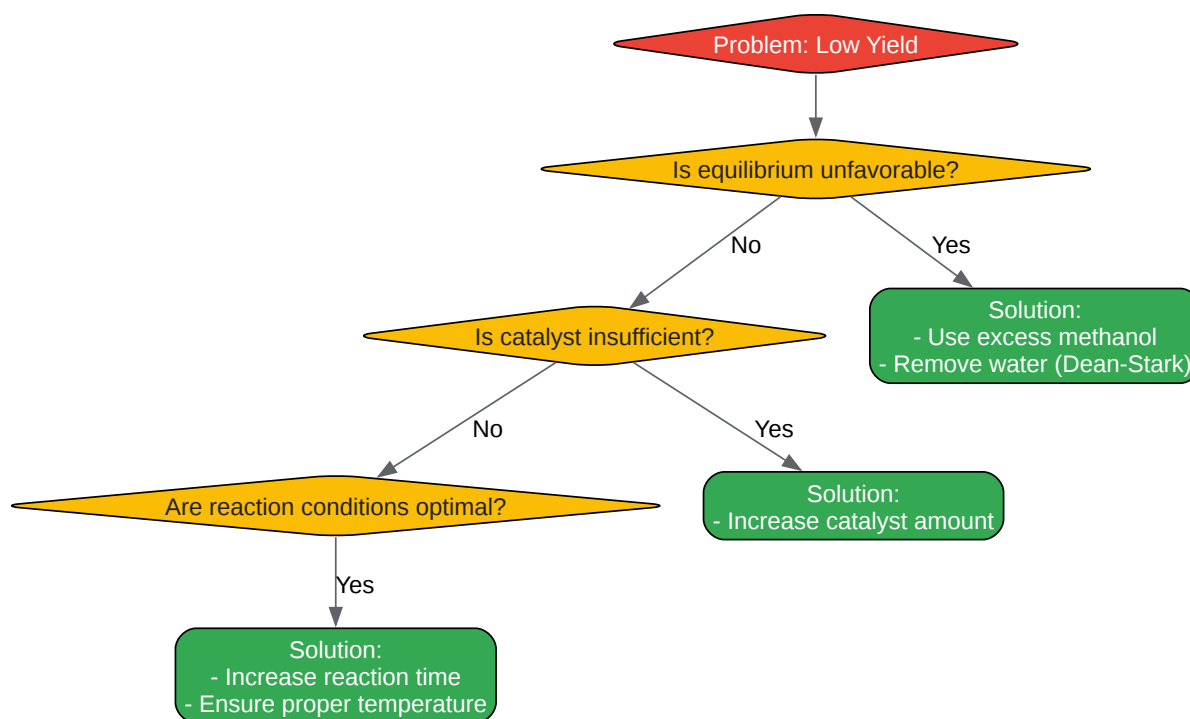 Problem: Low Yield
Is equilibrium unfavorable?
No
Yes
Solution:
- Use excess methanol
- Remove water (Dean-Stark)
Is catalyst insufficient?
No
Yes
Solution:
- Increase catalyst amount
Are reaction conditions optimal?
Yes
Solution:
- Increase reaction time
- Ensure proper temperature